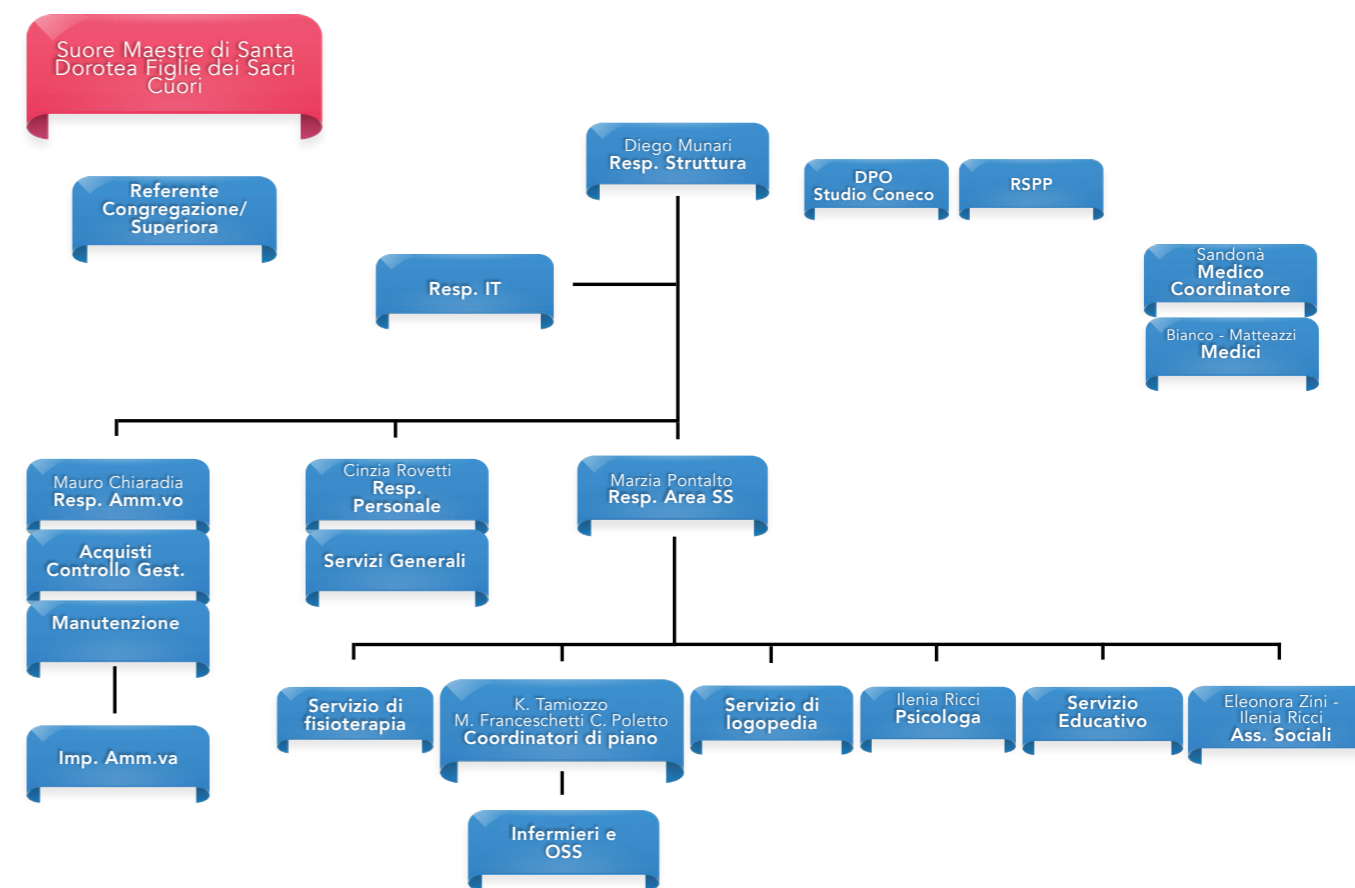 Suore Maestre di Santa
Dorotea Figlie dei Sacri
Cuori
Diego Munari
Resp. Struttura
DPO
Studio Coneco
RSPP
Referente
Congregazione/
Superiora
Resp. IT
Sandonà
Medico
Coordinatore
Bianco - Matteazzi
Medici
Mauro Chiaradia
Resp. Amm.vo
Cinzia Rovetti
Resp.
Personale
Marzia Pontalto
Resp. Area SS
Acquisti
Controllo Gest.
Servizi Generali
Manutenzione
Imp. Amm.va
Servizio di
fisioterapia
K. Tamiozzo
M. Franceschetti C. Poletto
Coordinatori di piano
Servizio di
logopedia
Ilenia Ricci
Psicologa
Servizio
Educativo
Eleonora Zini -
Ilenia Ricci
Ass. Sociali
Infermieri e
OSS